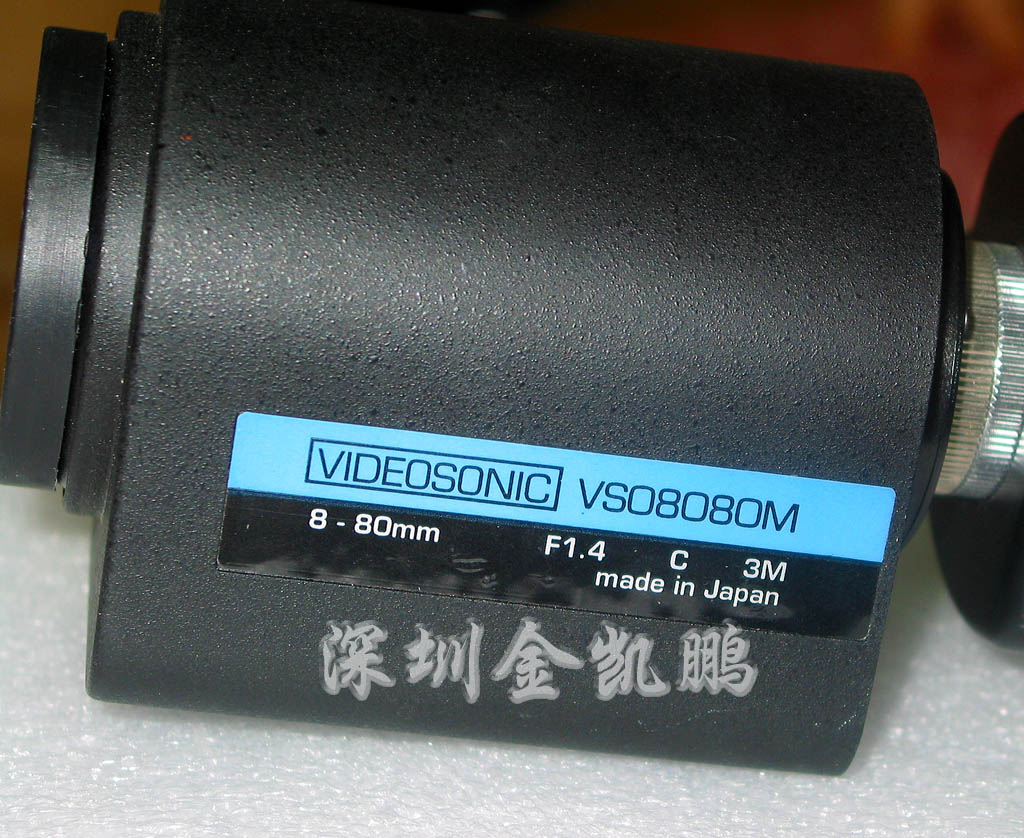 VIDEOSONIC VS08080M
8 - 80mm F1.4 C 3M
made in Japan
深圳金凯鹏